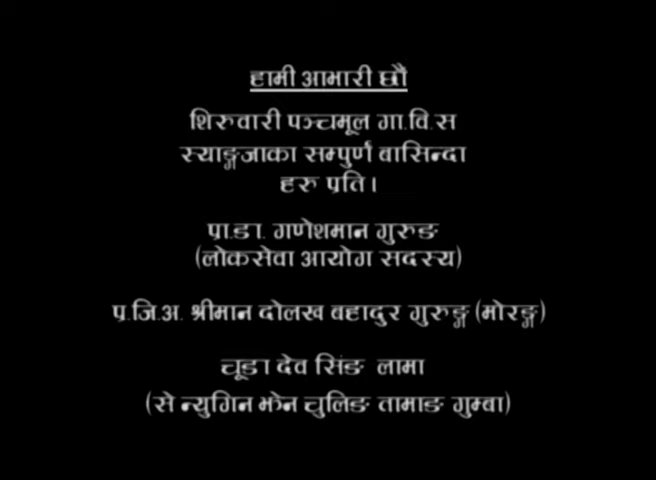 हामी आभारी छौ
शिरुवारी पञ्चमूल गा.वि.स
स्याङ्गजाका सम्पुर्ण बासिन्दा
हरु प्रति।
प्रा.डा. गणेशमान गुरुङ
(लोकसेवा आयोग सदस्य)
प्र.जि.अ. श्रीमान दोलख बहादुर गुरुङ्ग (मोरङ्ग)
चूडा देव सिंङ लामा
(से न्युगिन झेन चुलिङ तामाङ गुम्बा)